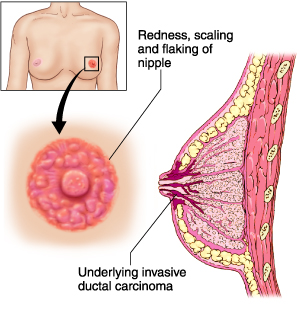 Redness, scaling
and flaking of
nipple
Underlying invasive
ductal carcinoma